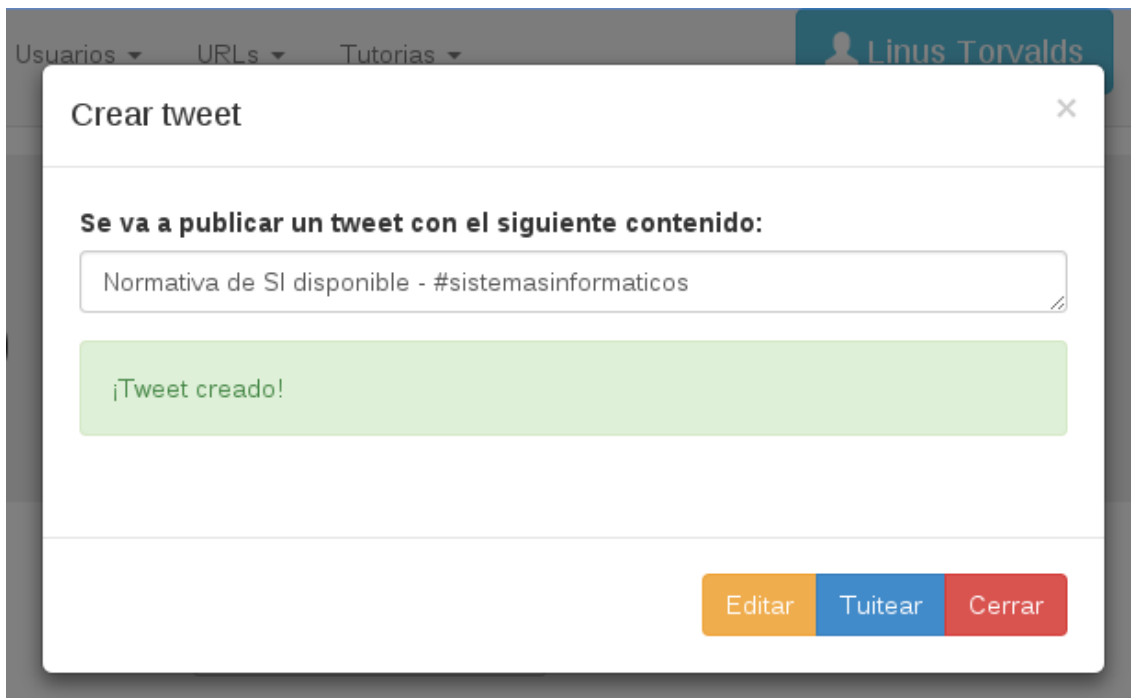 Usuarios URLs Tutorias Linus Torvalds
Crear tweet ×
Se va a publicar un tweet con el siguiente contenido:
Normativa de SI disponible - #sistemasinformaticos
¡Tweet creado!
Editar Tuitear Cerrar